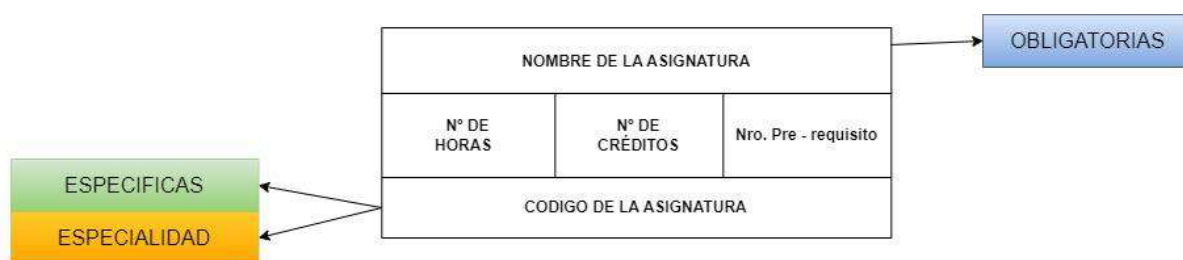 OBLIGATORIAS
NOMBRE DE LA ASIGNATURA
N° DE
HORAS
N° DE
CRÉDITOS
Nro. Pre - requisito
ESPECIFICAS
CODIGO DE LA ASIGNATURA
ESPECIALIDAD